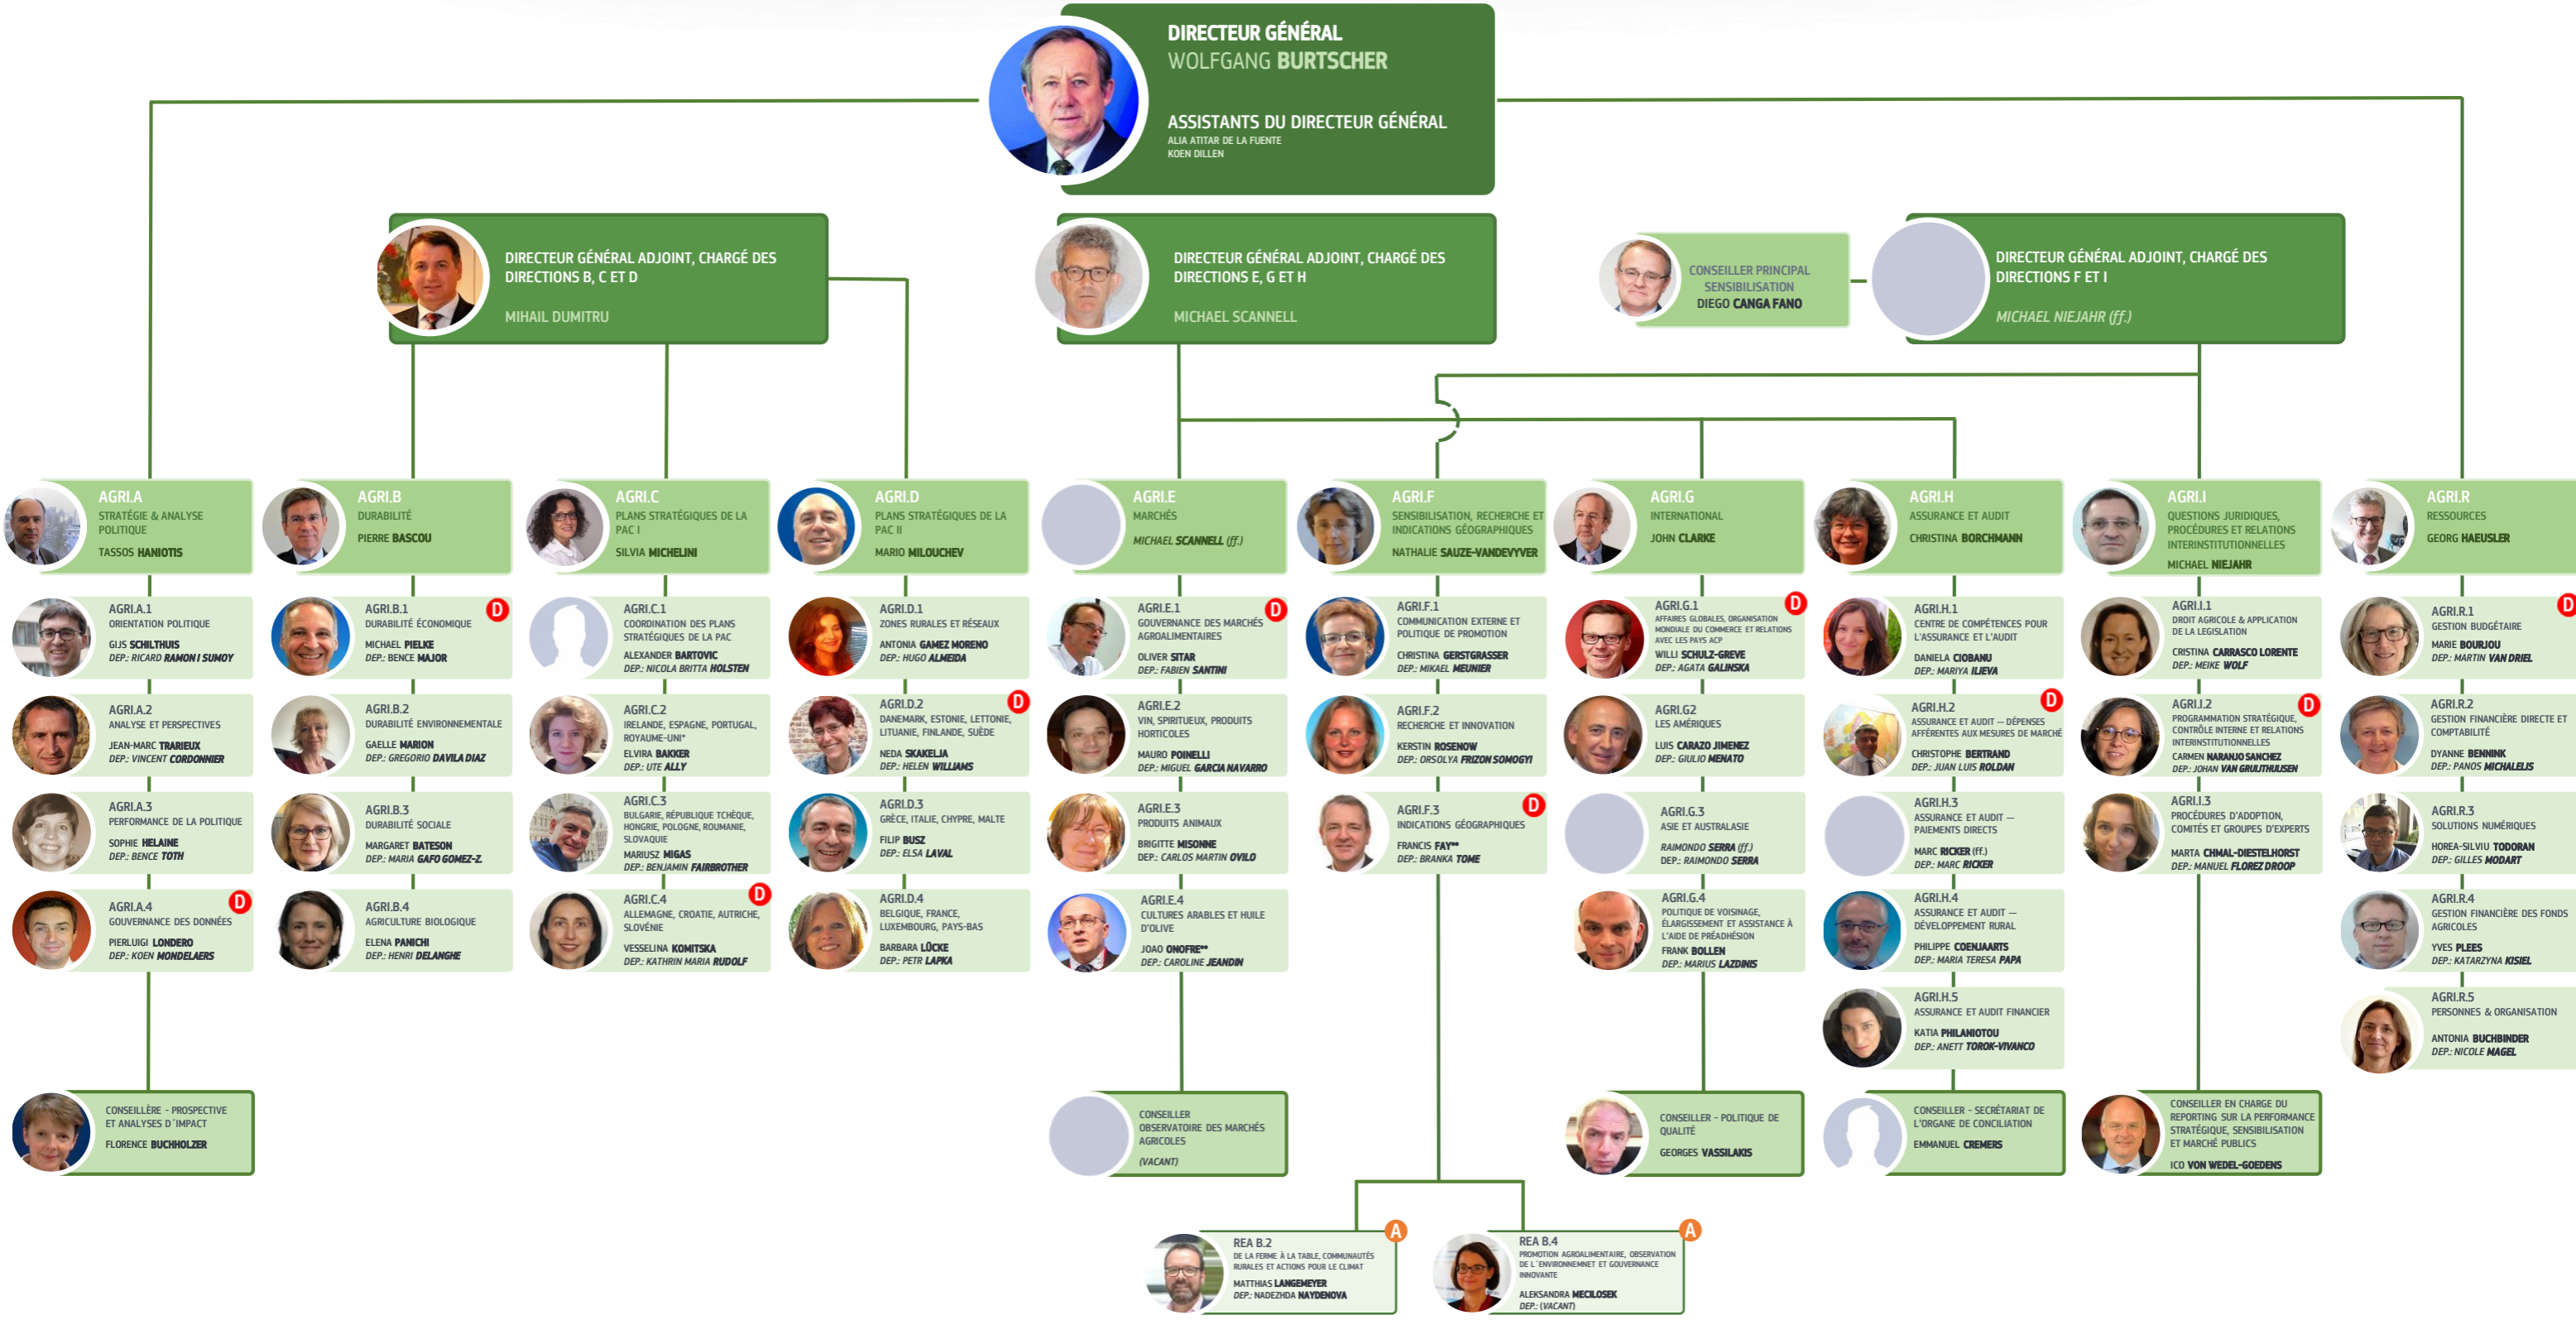 DIRECTEUR GÉNÉRAL
WOLFGANG BURTSCHER
ASSISTANTS DU DIRECTEUR GÉNÉRAL
ALIA ATITAR DE LA FUENTE
KOEN DILLEN
DIRECTEUR GÉNÉRAL ADJOINT, CHARGÉ DES
DIRECTIONS B, C ET D
MIHAIL DUMITRU
DIRECTEUR GÉNÉRAL ADJOINT, CHARGÉ DES
DIRECTIONS E, G ET H
MICHAEL SCANNELL
CONSEILLER PRINCIPAL
SENSIBILISATION
DIEGO CANGA FANO
DIRECTEUR GÉNÉRAL ADJOINT, CHARGÉ DES
DIRECTIONS F ET I
MICHAEL NIEJAHR (ff.)
AGRI.A
STRATÉGIE & ANALYSE
POLITIQUE
TASSOS HANIOTIS
AGRI.A.1
ORIENTATION POLITIQUE
GIJS SCHILTHUIS
DEP.: RICARD RAMON I SUMOY
AGRI.A.2
ANALYSE ET PERSPECTIVES
JEAN-MARC TRARIEUX
DEP.: VINCENT CORDONNIER
AGRI.A.3
PERFORMANCE DE LA POLITIQUE
SOPHIE HELAINE
DEP.: BENCE TOTH
AGRI.A.4
D
GOUVERNANCE DES DONNÉES
PIERLUIGI LONDERO
DEP.: KOEN MONDELAERS
CONSEILLÈRE - PROSPECTIVE
ET ANALYSES D´IMPACT
FLORENCE BUCHHOLZER
AGRI.B
DURABILITÉ
PIERRE BASCOU
AGRI.B.1
D
DURABILITÉ ÉCONOMIQUE
MICHAEL PIELKE
DEP.: BENCE MAJOR
AGRI.B.2
DURABILITÉ ENVIRONNEMENTALE
GAELLE MARION
DEP.: GREGORIO DAVILA DIAZ
AGRI.B.3
DURABILITÉ SOCIALE
MARGARET BATESON
DEP.: MARIA GAFO GOMEZ-Z.
AGRI.B.4
AGRICULTURE BIOLOGIQUE
ELENA PANICHI
DEP.: HENRI DELANGHE
AGRI.C
PLANS STRATÉGIQUES DE LA
PAC I
SILVIA MICHELINI
AGRI.C.1
COORDINATION DES PLANS
STRATÉGIQUES DE LA PAC
ALEXANDER BARTOVIC
DEP.: NICOLA BRITTA HOLSTEN
AGRI.C.2
IRELANDE, ESPAGNE, PORTUGAL,
ROYAUME-UNI*
ELVIRA BAKKER
DEP.: UTE ALLY
AGRI.C.3
BULGARIE, RÉPUBLIQUE TCHÈQUE,
HONGRIE, POLOGNE, ROUMANIE,
SLOVAQUIE
MARIUSZ MIGAS
DEP.: BENJAMIN FAIRBROTHER
AGRI.C.4
D
ALLEMAGNE, CROATIE, AUTRICHE,
SLOVÉNIE
VESSELINA KOMITSKA
DEP.: KATHRIN MARIA RUDOLF
AGRI.D
PLANS STRATÉGIQUES DE LA
PAC II
MARIO MILOUCHEV
AGRI.D.1
ZONES RURALES ET RÉSEAUX
ANTONIA GAMEZ MORENO
DEP.: HUGO ALMEIDA
AGRI.D.2
D
DANEMARK, ESTONIE, LETTONIE,
LITUANIE, FINLANDE, SUÈDE
NEDA SKAKELJA
DEP.: HELEN WILLIAMS
AGRI.D.3
GRÈCE, ITALIE, CHYPRE, MALTE
FILIP BUSZ
DEP.: ELSA LAVAL
AGRI.D.4
BELGIQUE, FRANCE,
LUXEMBOURG, PAYS-BAS
BARBARA LÜCKE
DEP.: PETR LAPKA
AGRI.E
MARCHÉS
MICHAEL SCANNELL (ff.)
AGRI.E.1
D
GOUVERNANCE DES MARCHÉS
AGROALIMENTAIRES
OLIVER SITAR
DEP.: FABIEN SANTINI
AGRI.E.2
VIN, SPIRITUEUX, PRODUITS
HORTICOLES
MAURO POINELLI
DEP.: MIGUEL GARCIA NAVARRO
AGRI.E.3
PRODUITS ANIMAUX
BRIGITTE MISONNE
DEP.: CARLOS MARTIN OVILO
AGRI.E.4
CULTURES ARABLES ET HUILE
D'OLIVE
JOAO ONOFRE**
DEP.: CAROLINE JEANDIN
CONSEILLER
OBSERVATOIRE DES MARCHÉS
AGRICOLES
(VACANT)
AGRI.F
SENSIBILISATION, RECHERCHE ET
INDICATIONS GÉOGRAPHIQUES
NATHALIE SAUZE-VANDEVYVER
AGRI.F.1
COMMUNICATION EXTERNE ET
POLITIQUE DE PROMOTION
CHRISTINA GERSTGRASSER
DEP.: MIKAEL MEUNIER
AGRI.F.2
RECHERCHE ET INNOVATION
KERSTIN ROSENOW
DEP.: ORSOLYA FRIZON SOMOGYI
AGRI.F.3
D
INDICATIONS GÉOGRAPHIQUES
FRANCIS FAY**
DEP.: BRANKA TOME
REA B.2
A
DE LA FERME À LA TABLE, COMMUNAUTÉS
RURALES ET ACTIONS POUR LE CLIMAT
MATTHIAS LANGEMEYER
DEP.: NADEZHDA NAYDENOVA
REA B.4
A
PROMOTION AGROALIMENTAIRE, OBSERVATION
DE L´ENVIRONNEMNET ET GOUVERNANCE
INNOVANTE
ALEKSANDRA MECILOSEK
DEP.: (VACANT)
AGRI.G
INTERNATIONAL
JOHN CLARKE
AGRI.G.1
D
AFFAIRES GLOBALES, ORGANISATION
MONDIALE DU COMMERCE ET RELATIONS
AVEC LES PAYS ACP
WILLI SCHULZ-GREVE
DEP.: AGATA GALINSKA
AGRI.G2
LES AMÉRIQUES
LUIS CARAZO JIMENEZ
DEP.: GIULIO MENATO
AGRI.G.3
ASIE ET AUSTRALASIE
RAIMONDO SERRA (ff.)
DEP.: RAIMONDO SERRA
AGRI.G.4
POLITIQUE DE VOISINAGE,
ÉLARGISSEMENT ET ASSISTANCE À
L'AIDE DE PRÉADHÉSION
FRANK BOLLEN
DEP.: MARIUS LAZDINIS
CONSEILLER - POLITIQUE DE
QUALITÉ
GEORGES VASSILAKIS
AGRI.H
ASSURANCE ET AUDIT
CHRISTINA BORCHMANN
AGRI.H.1
CENTRE DE COMPÉTENCES POUR
L'ASSURANCE ET L'AUDIT
DANIELA CIOBANU
DEP.: MARIYA ILIEVA
AGRI.H.2
D
ASSURANCE ET AUDIT — DÉPENSES
AFFÉRENTES AUX MESURES DE MARCHÉ
CHRISTOPHE BERTRAND
DEP.: JUAN LUIS ROLDAN
AGRI.H.3
ASSURANCE ET AUDIT —
PAIEMENTS DIRECTS
MARC RICKER (ff.)
DEP.: MARC RICKER
AGRI.H.4
ASSURANCE ET AUDIT —
DÉVELOPPEMENT RURAL
PHILIPPE COENJAARTS
DEP.: MARIA TERESA PAPA
AGRI.H.5
ASSURANCE ET AUDIT FINANCIER
KATIA PHILANIOTOU
DEP.: ANETT TOROK-VIVANCO
CONSEILLER - SECRÉTARIAT DE
L'ORGANE DE CONCILIATION
EMMANUEL CREMERS
AGRI.I
QUESTIONS JURIDIQUES,
PROCÉDURES ET RELATIONS
INTERINSTITUTIONNELLES
MICHAEL NIEJAHR
AGRI.I.1
DROIT AGRICOLE & APPLICATION
DE LA LEGISLATION
CRISTINA CARRASCO LORENTE
DEP.: MEIKE WOLF
AGRI.I.2
D
PROGRAMMATION STRATÉGIQUE,
CONTRÔLE INTERNE ET RELATIONS
INTERINSTITUTIONNELLES
CARMEN NARANJO SANCHEZ
DEP.: JOHAN VAN GRUIJTHUIJSEN
AGRI.I.3
PROCÉDURES D'ADOPTION,
COMITÉS ET GROUPES D'EXPERTS
MARTA CHMAL-DIESTELHORST
DEP.: MANUEL FLOREZ DROOP
CONSEILLER EN CHARGE DU
REPORTING SUR LA PERFORMANCE
STRATÉGIQUE, SENSIBILISATION
ET MARCHÉ PUBLICS
ICO VON WEDEL-GOEDENS
AGRI.R
RESSOURCES
GEORG HAEUSLER
AGRI.R.1
D
GESTION BUDGÉTAIRE
MARIE BOURJOU
DEP.: MARTIN VAN DRIEL
AGRI.R.2
GESTION FINANCIÈRE DIRECTE ET
COMPTABILITÉ
DYANNE BENNINK
DEP.: PANOS MICHALELIS
AGRI.R.3
SOLUTIONS NUMÉRIQUES
HOREA-SILVIU TODORAN
DEP.: GILLES MODART
AGRI.R.4
GESTION FINANCIÈRE DES FONDS
AGRICOLES
YVES PLEES
DEP.: KATARZYNA KISIEL
AGRI.R.5
PERSONNES & ORGANISATION
ANTONIA BUCHBINDER
DEP.: NICOLE MAGEL